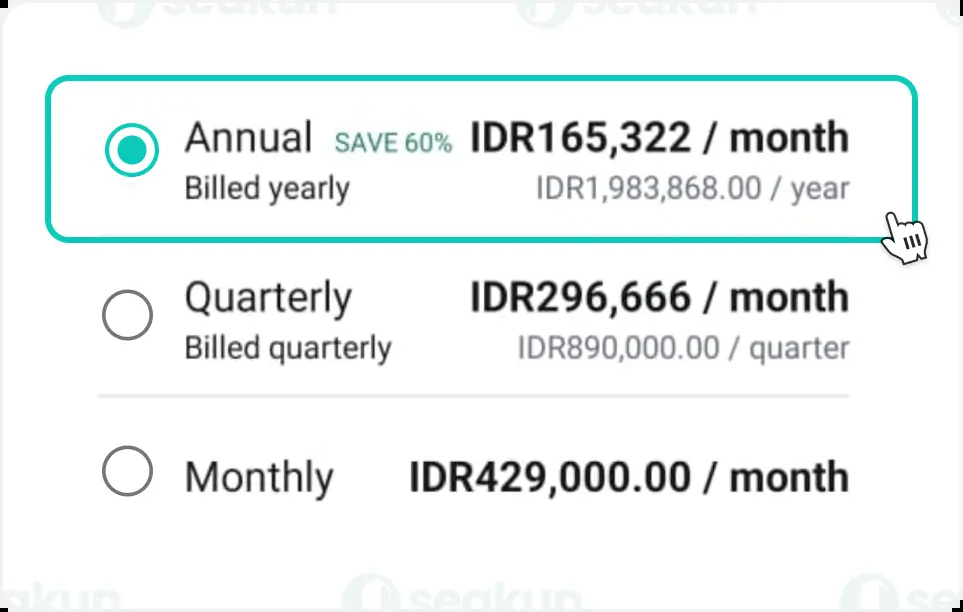 seakun
seakun
Annual SAVE 60% IDR165,322 / month
Billed yearly IDR1,983,868.00 / year
Quarterly IDR296,666 / month
Billed quarterly IDR890,000.00 / quarter
Monthly IDR429,000.00 / month
seakun